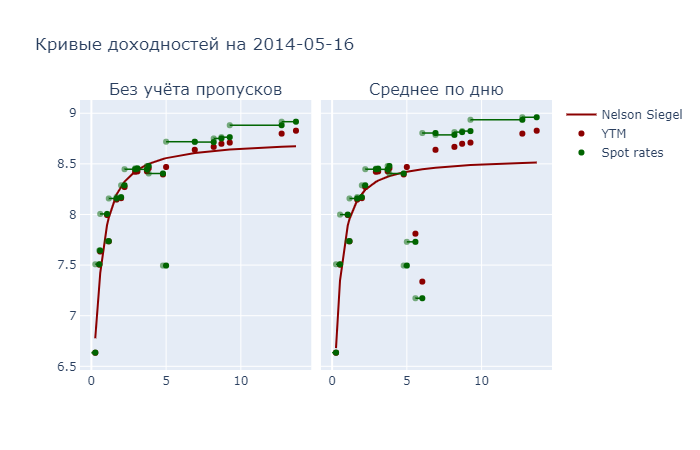 Кривые доходностей на 2014-05-16
Без учёта пропусков
Среднее по дню
Nelson Siegel
YTM
Spot rates
9
8.5
8
7.5
7
6.5
0 5 10
0 5 10